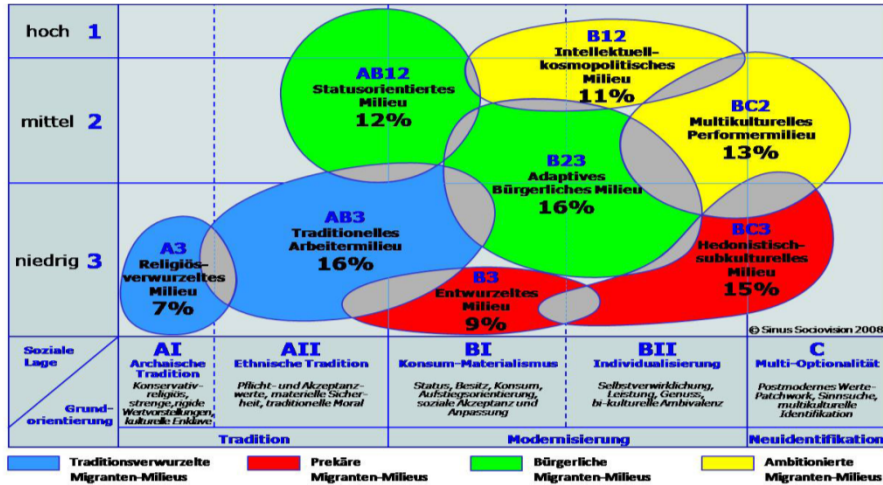 hoch 1
mittel 2
niedrig 3
B12
Intellektuell-
kosmopolitisches
Milieu
11%
AB12
Statusorientiertes
Milieu
12%
BC2
Multikulturelles
Performermilieu
13%
B23
Adaptives
Bürgerliches Milieu
16%
AB3
Traditionelles
Arbeitermilieu
16%
A3
Religiös-
verwurzeltes
Milieu
7%
BC3
Hedonistisch-
subkulturelles
Milieu
15%
B3
Entwurzeltes
Milieu
9%
© Sinus Sociovision 2008
Soziale
Lage
Grund-
orientierung
AI
Archaische
Tradition
Konservativ-
religiös,
strenge, rigide
Wertvorstellungen,
kulturelle Enklave
AII
Ethnische Tradition
Pflicht- und Akzeptanz-
werte, materielle Sicher-
heit, traditionelle Moral
BI
Konsum-Materialismus
Status, Besitz, Konsum,
Aufstiegsorientierung,
soziale Akzeptanz und
Anpassung
BII
Individualisierung
Selbstverwirklichung,
Leistung, Genuss,
bi-kulturelle Ambivalenz
C
Multi-Optionalität
Postmodernes Werte-
Patchwork, Sinnsuche,
multikulturelle
Identifikation
Tradition
Modernisierung
Neuidentifikation
Traditionsverwurzelte
Migranten-Milieus
Prekäre
Migranten-Milieus
Bürgerliche
Migranten-Milieus
Ambitionierte
Migranten-Milieus